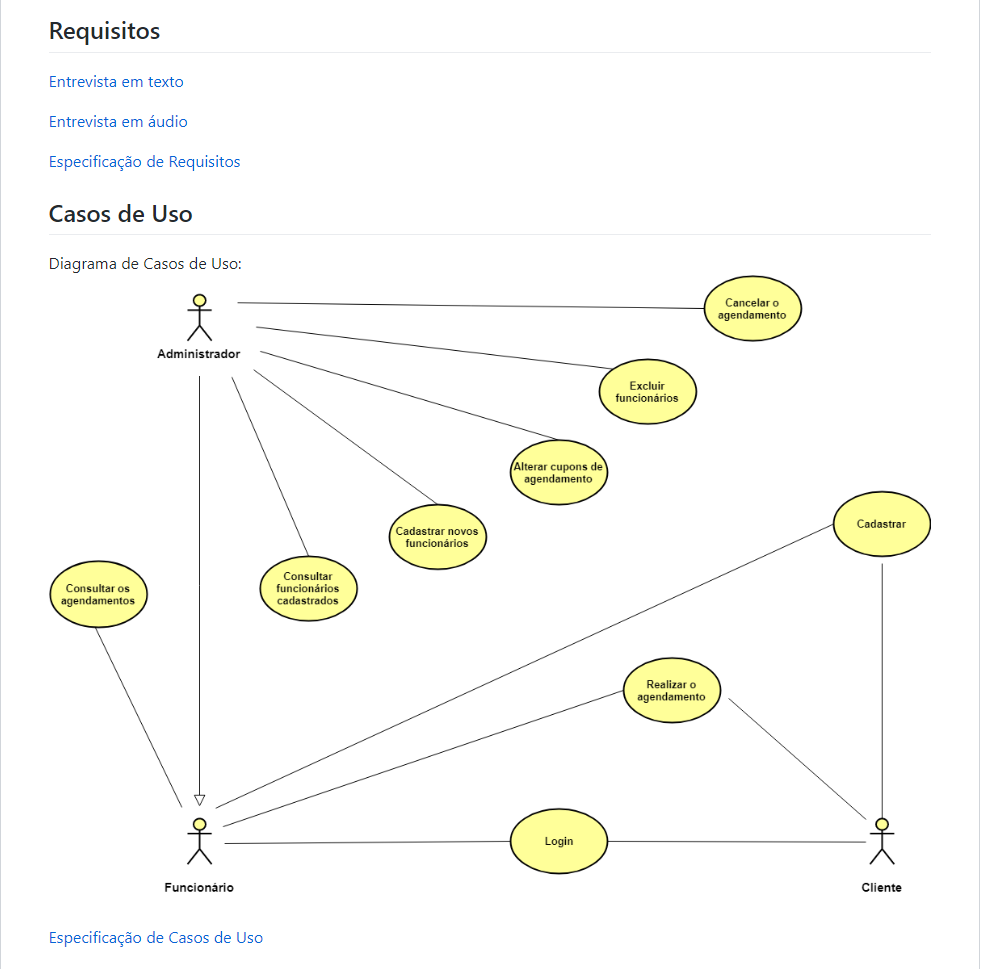 Requisitos
Entrevista em texto
Entrevista em áudio
Especificação de Requisitos
Casos de Uso
Diagrama de Casos de Uso:
Cancelar o
agendamento
Administrador
Excluir
funcionários
Alterar cupons de
agendamento
Cadastrar
Cadastrar novos
funcionários
Consultar
funcionários
cadastrados
Consultar os
agendamentos
Realizar o
agendamento
Login
Funcionário
Cliente
Especificação de Casos de Uso